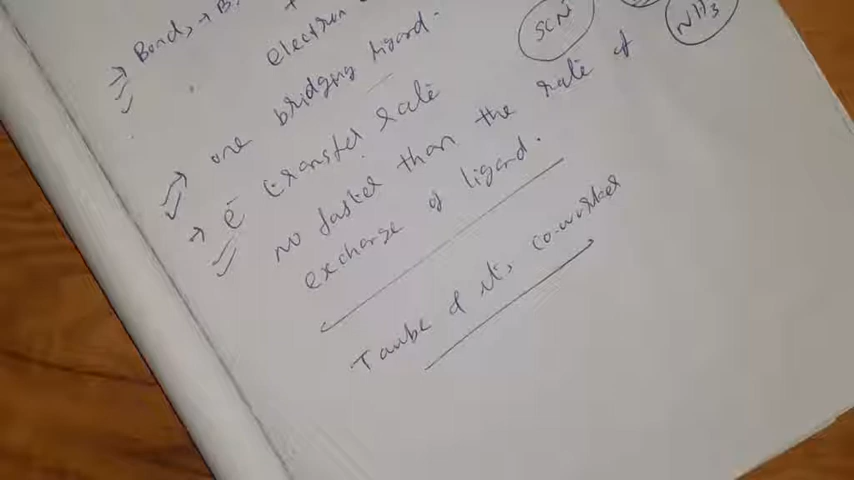 → Bonds → B
electron
SCN⁻ NH3
→ one bridging ligand.
→ e⁻ transfer rate
no faster than the rate of
exchange of ligand.
Taube & its co-worker